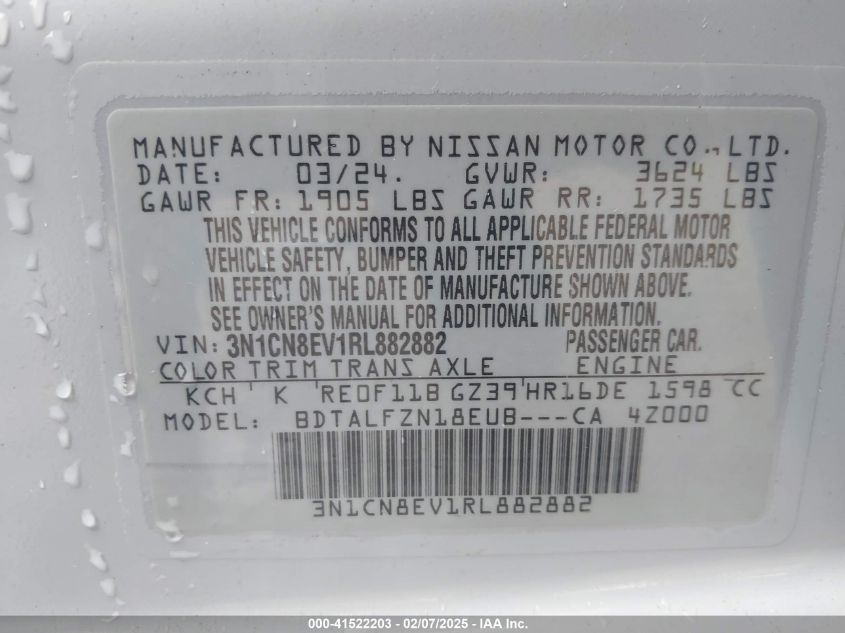 MANUFACTURED BY NISSAN MOTOR CO., LTD.
DATE: 03/24. GVWR: 3624 LBS
GAWR FR: 1905 LBS GAWR RR: 1735 LBS
THIS VEHICLE CONFORMS TO ALL APPLICABLE FEDERAL MOTOR
VEHICLE SAFETY, BUMPER AND THEFT PREVENTION STANDARDS
IN EFFECT ON THE DATE OF MANUFACTURE SHOWN ABOVE.
SEE OWNER'S MANUAL FOR ADDITIONAL INFORMATION.
VIN: 3N1CN8EV1RL882882 PASSENGER CAR.
COLOR TRIM TRANS AXLE ENGINE
KCH K RE0F11B GZ39 HR16DE 1598 CC
MODEL: BDTALFZN18EUB---CA 4Z000
3N1CN8EV1RL882882
000-41522203 - 02/07/2025 - IAA Inc.